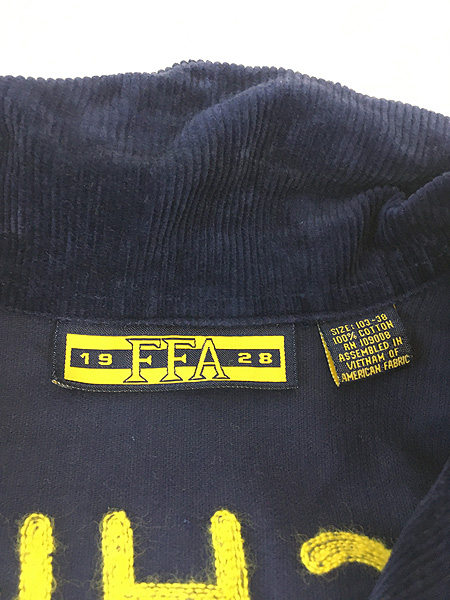 19 FFA 28
SIZE: 103-38
100% COTTON
RN 109008
ASSEMBLED IN
VIETNAM OF
AMERICAN FABRIC